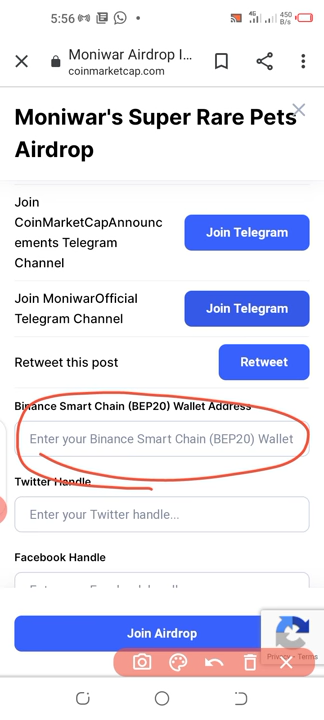 5:56
4G
450
B/s
Moniwar Airdrop I...
coinmarketcap.com
Moniwar's Super Rare Pets
Airdrop
Join
CoinMarketCapAnnounc
ements Telegram
Channel
Join Telegram
Join MoniwarOfficial
Telegram Channel
Join Telegram
Retweet this post
Retweet
Binance Smart Chain (BEP20) Wallet Address
Enter your Binance Smart Chain (BEP20) Wallet
Twitter Handle
Enter your Twitter handle...
Facebook Handle
Join Airdrop
Privacy - Terms